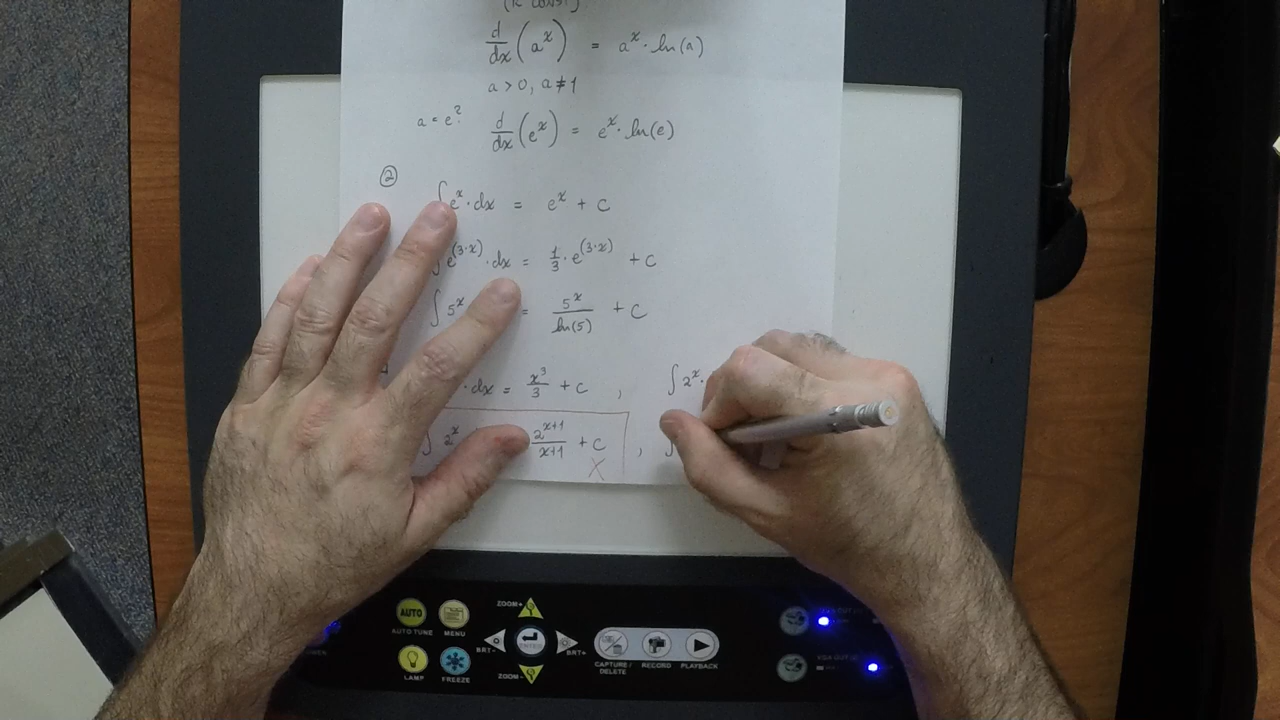 (k const)
d/dx (a^x) = a^x · ln(a)
a > 0, a ≠ 1
a = e? d/dx (e^x) = e^x · ln(e)
②
∫ e^x · dx = e^x + c
∫ e^(3·x) · dx = 1/3 · e^(3·x) + c
∫ 5^x = 5^x/ln(5) + c
· dx = x^3/3 + c , ∫ 2^x ·
∫ 2^x 2^(x+1)/(x+1) + c , ∫
X
AUTO
AUTO TUNE
MENU
LAMP
FREEZE
ZOOM+
BRT-
ENTER
BRT+
ZOOM-
CAPTURE / DELETE
RECORD
PLAYBACK